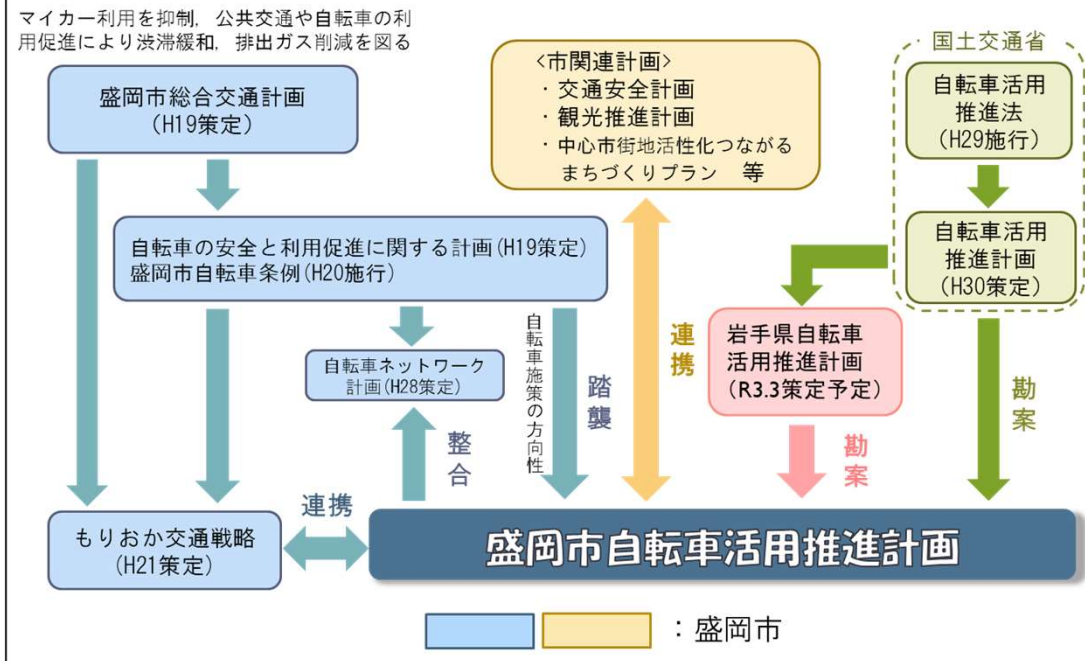 マイカー利用を抑制，公共交通や自転車の利
用促進により渋滞緩和，排出ガス削減を図る
盛岡市総合交通計画
(H19策定)
<市関連計画>
・交通安全計画
・観光推進計画
・中心市街地活性化つながる
まちづくりプラン 等
国土交通省
自転車活用
推進法
(H29施行)
自転車活用
推進計画
(H30策定)
自転車の安全と利用促進に関する計画(H19策定)
盛岡市自転車条例(H20施行)
自転車ネットワーク
計画(H28策定)
自転車施策の方向性
踏襲
連携
岩手県自転車
活用推進計画
(R3.3策定予定)
勘案
勘案
整合
連携
もりおか交通戦略
(H21策定)
盛岡市自転車活用推進計画
：盛岡市